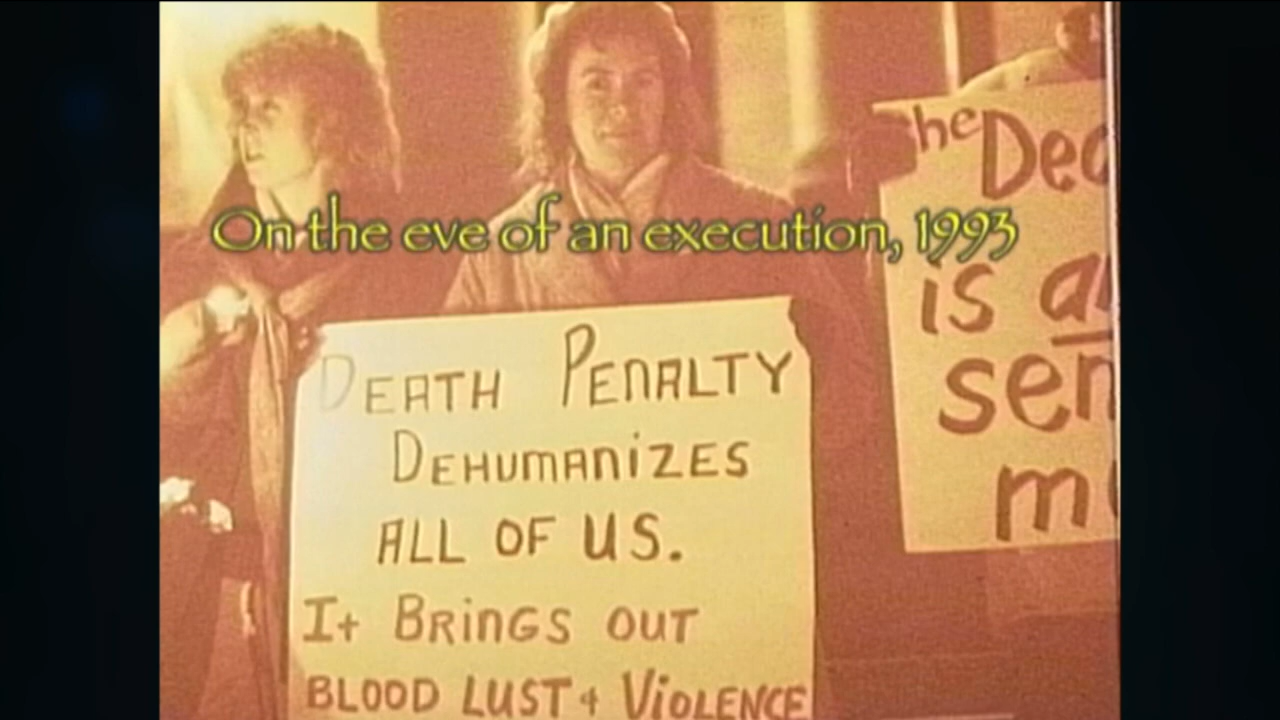 On the eve of an execution, 1993
DEATH PENALTY
DEHUMANIZES
ALL OF US.
It BRINGS OUT
BLOOD LUST & VIOLENCE
he
is